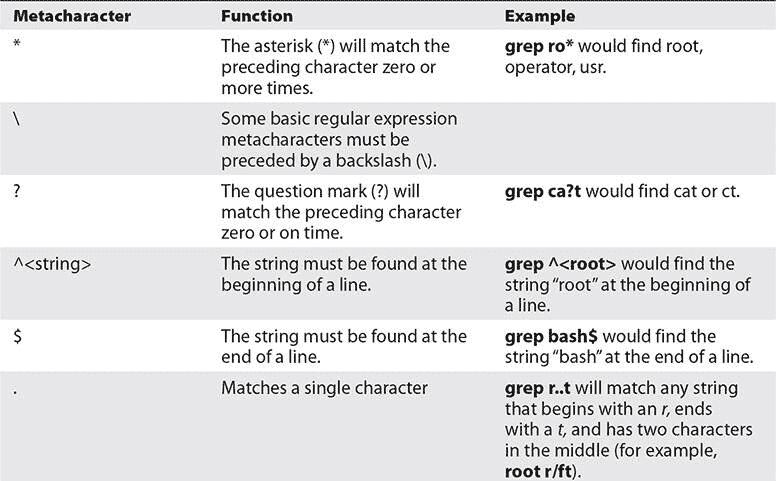 Metacharacter Function Example
* The asterisk (*) will match the grep ro* would find root,
preceding character zero or operator, usr.
more times.
\ Some basic regular expression
metacharacters must be
preceded by a backslash (\).
? The question mark (?) will grep ca?t would find cat or ct.
match the preceding character
zero or on time.
^<string> The string must be found at the grep ^<root> would find the
beginning of a line. string “root” at the beginning of
a line.
$ The string must be found at the grep bash$ would find the
end of a line. string “bash” at the end of a line.
. Matches a single character grep r..t will match any string
that begins with an r, ends
with a t, and has two characters
in the middle (for example,
root r/ft).